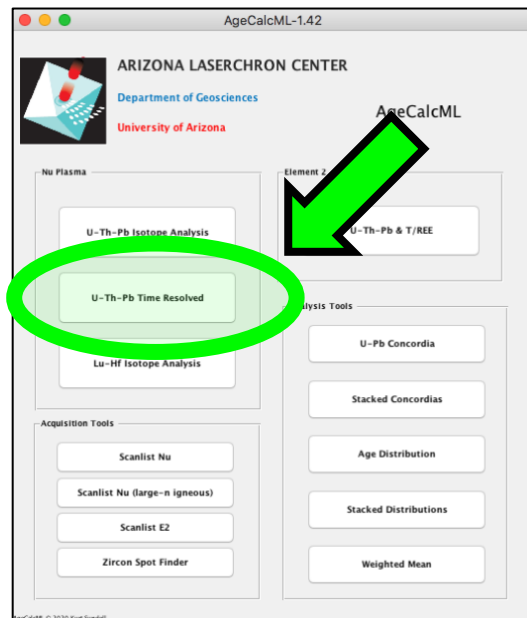 AgeCalcML-1.42
ARIZONA LASERCHRON CENTER
Department of Geosciences
University of Arizona
AgeCalcML
Nu Plasma
U-Th-Pb Isotope Analysis
U-Th-Pb Time Resolved
Lu-Hf Isotope Analysis
Element 2
U-Th-Pb & T/REE
Acquisition Tools
Scanlist Nu
Scanlist Nu (large-n igneous)
Scanlist E2
Zircon Spot Finder
Tools
U-Pb Concordia
Stacked Concordias
Age Distribution
Stacked Distributions
Weighted Mean